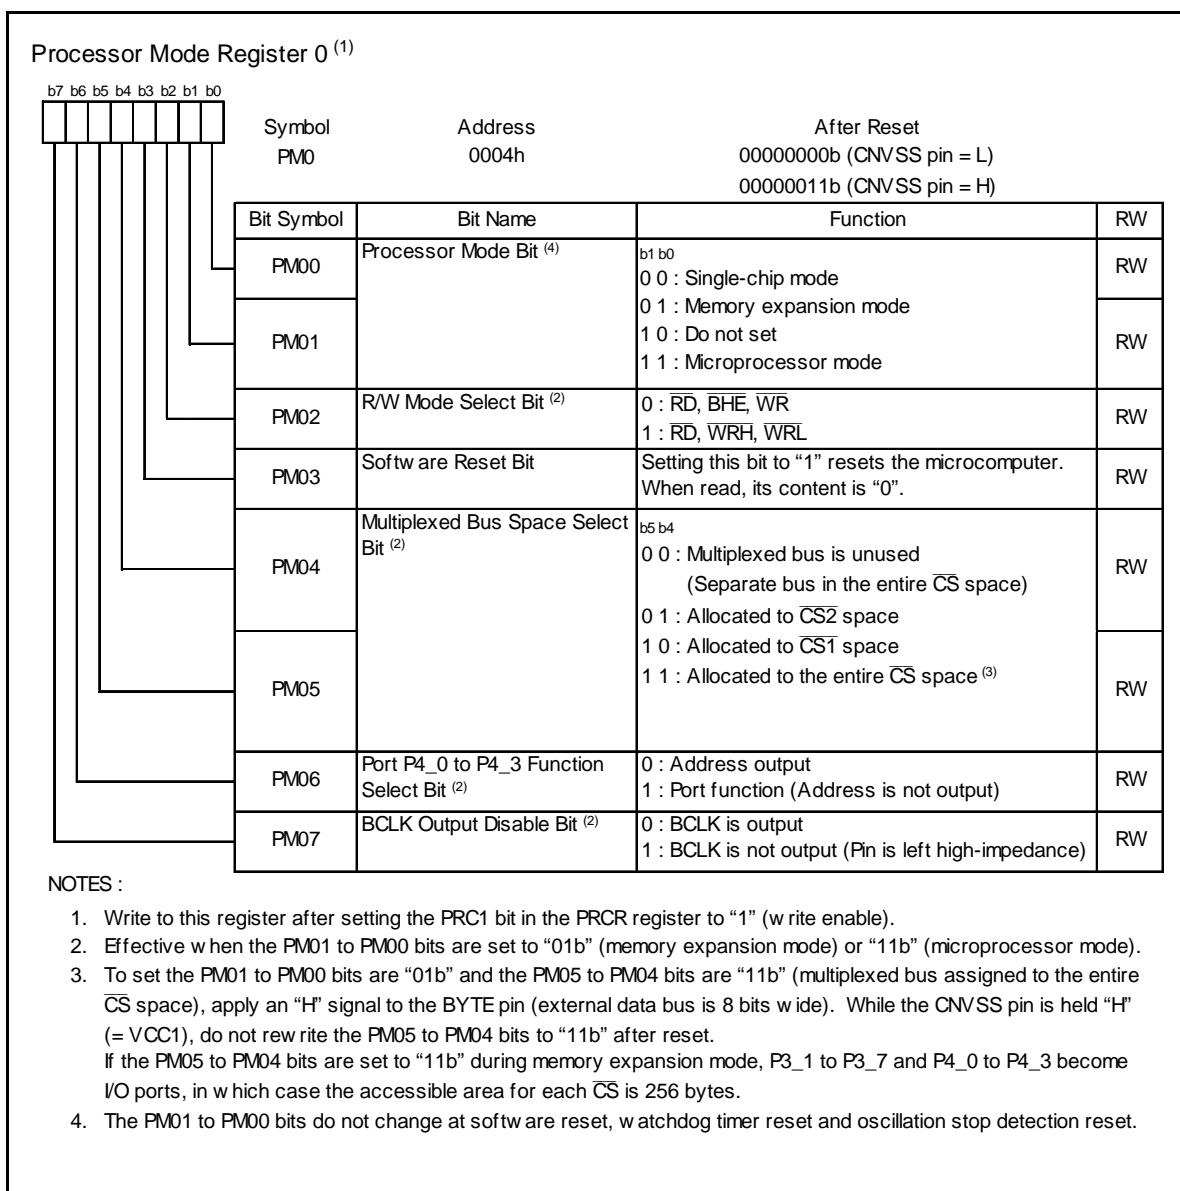 Processor Mode Register 0 (1)
b7 b6 b5 b4 b3 b2 b1 b0
Symbol Address After Reset
PM0 0004h 00000000b (CNVSS pin = L)
00000011b (CNVSS pin = H)
Bit Symbol Bit Name Function RW
PM00 Processor Mode Bit (4) b1 b0 RW
0 0 : Single-chip mode
0 1 : Memory expansion mode
PM01 1 0 : Do not set RW
1 1 : Microprocessor mode
PM02 R/W Mode Select Bit (2) 0 : R̅D̅, B̅H̅E̅, W̅R̅ RW
1 : R̅D̅, W̅R̅H̅, W̅R̅L̅
PM03 Software Reset Bit Setting this bit to “1” resets the microcomputer. RW
When read, its content is “0”.
PM04 Multiplexed Bus Space Select b5 b4 RW
Bit (2) 0 0 : Multiplexed bus is unused
(Separate bus in the entire C̅S̅ space)
0 1 : Allocated to C̅S̅2̅ space
1 0 : Allocated to C̅S̅1̅ space
PM05 1 1 : Allocated to the entire C̅S̅ space (3) RW
PM06 Port P4_0 to P4_3 Function 0 : Address output RW
Select Bit (2) 1 : Port function (Address is not output)
PM07 BCLK Output Disable Bit (2) 0 : BCLK is output RW
1 : BCLK is not output (Pin is left high-impedance)
NOTES :
1. Write to this register after setting the PRC1 bit in the PRCR register to “1” (write enable).
2. Effective when the PM01 to PM00 bits are set to “01b” (memory expansion mode) or “11b” (microprocessor mode).
3. To set the PM01 to PM00 bits are “01b” and the PM05 to PM04 bits are “11b” (multiplexed bus assigned to the entire
C̅S̅ space), apply an “H” signal to the BYTE pin (external data bus is 8 bits wide). While the CNVSS pin is held “H”
(= VCC1), do not rewrite the PM05 to PM04 bits to “11b” after reset.
If the PM05 to PM04 bits are set to “11b” during memory expansion mode, P3_1 to P3_7 and P4_0 to P4_3 become
I/O ports, in which case the accessible area for each C̅S̅ is 256 bytes.
4. The PM01 to PM00 bits do not change at software reset, watchdog timer reset and oscillation stop detection reset.